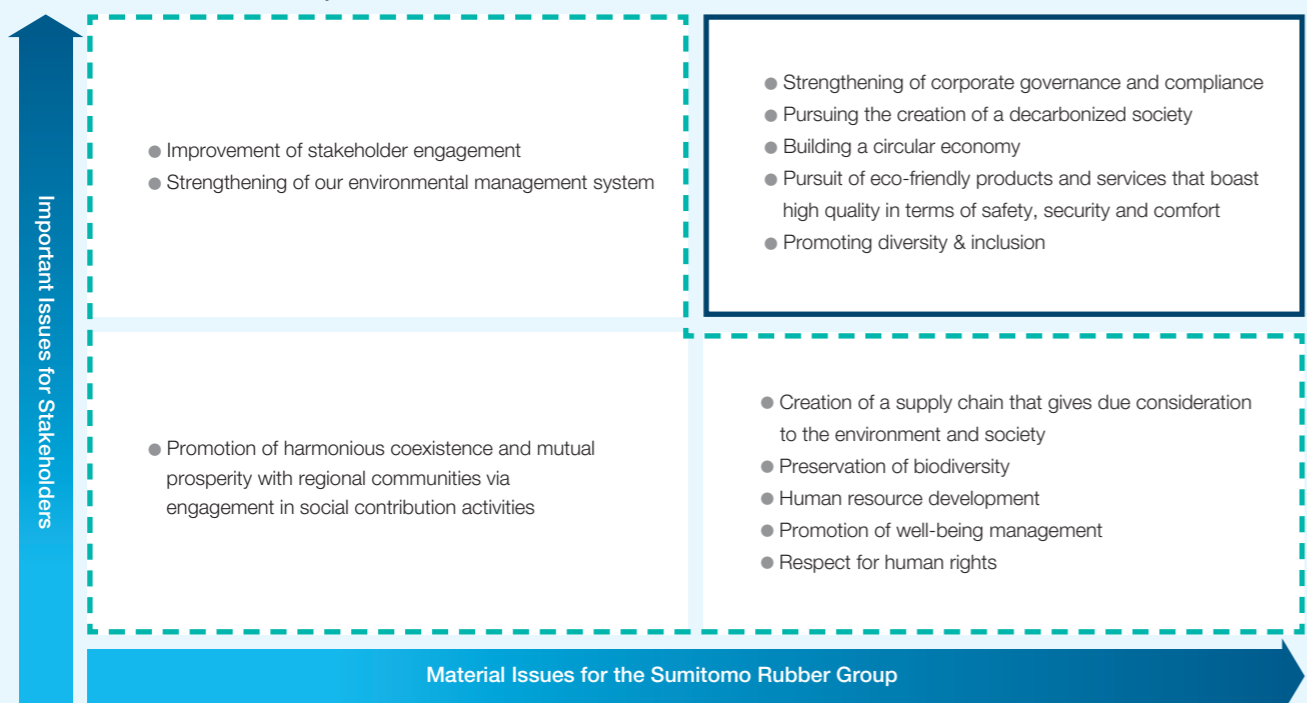 Important Issues for Stakeholders
● Improvement of stakeholder engagement
● Strengthening of our environmental management system
● Strengthening of corporate governance and compliance
● Pursuing the creation of a decarbonized society
● Building a circular economy
● Pursuit of eco-friendly products and services that boast
high quality in terms of safety, security and comfort
● Promoting diversity & inclusion
● Promotion of harmonious coexistence and mutual
prosperity with regional communities via
engagement in social contribution activities
● Creation of a supply chain that gives due consideration
to the environment and society
● Preservation of biodiversity
● Human resource development
● Promotion of well-being management
● Respect for human rights
Material Issues for the Sumitomo Rubber Group